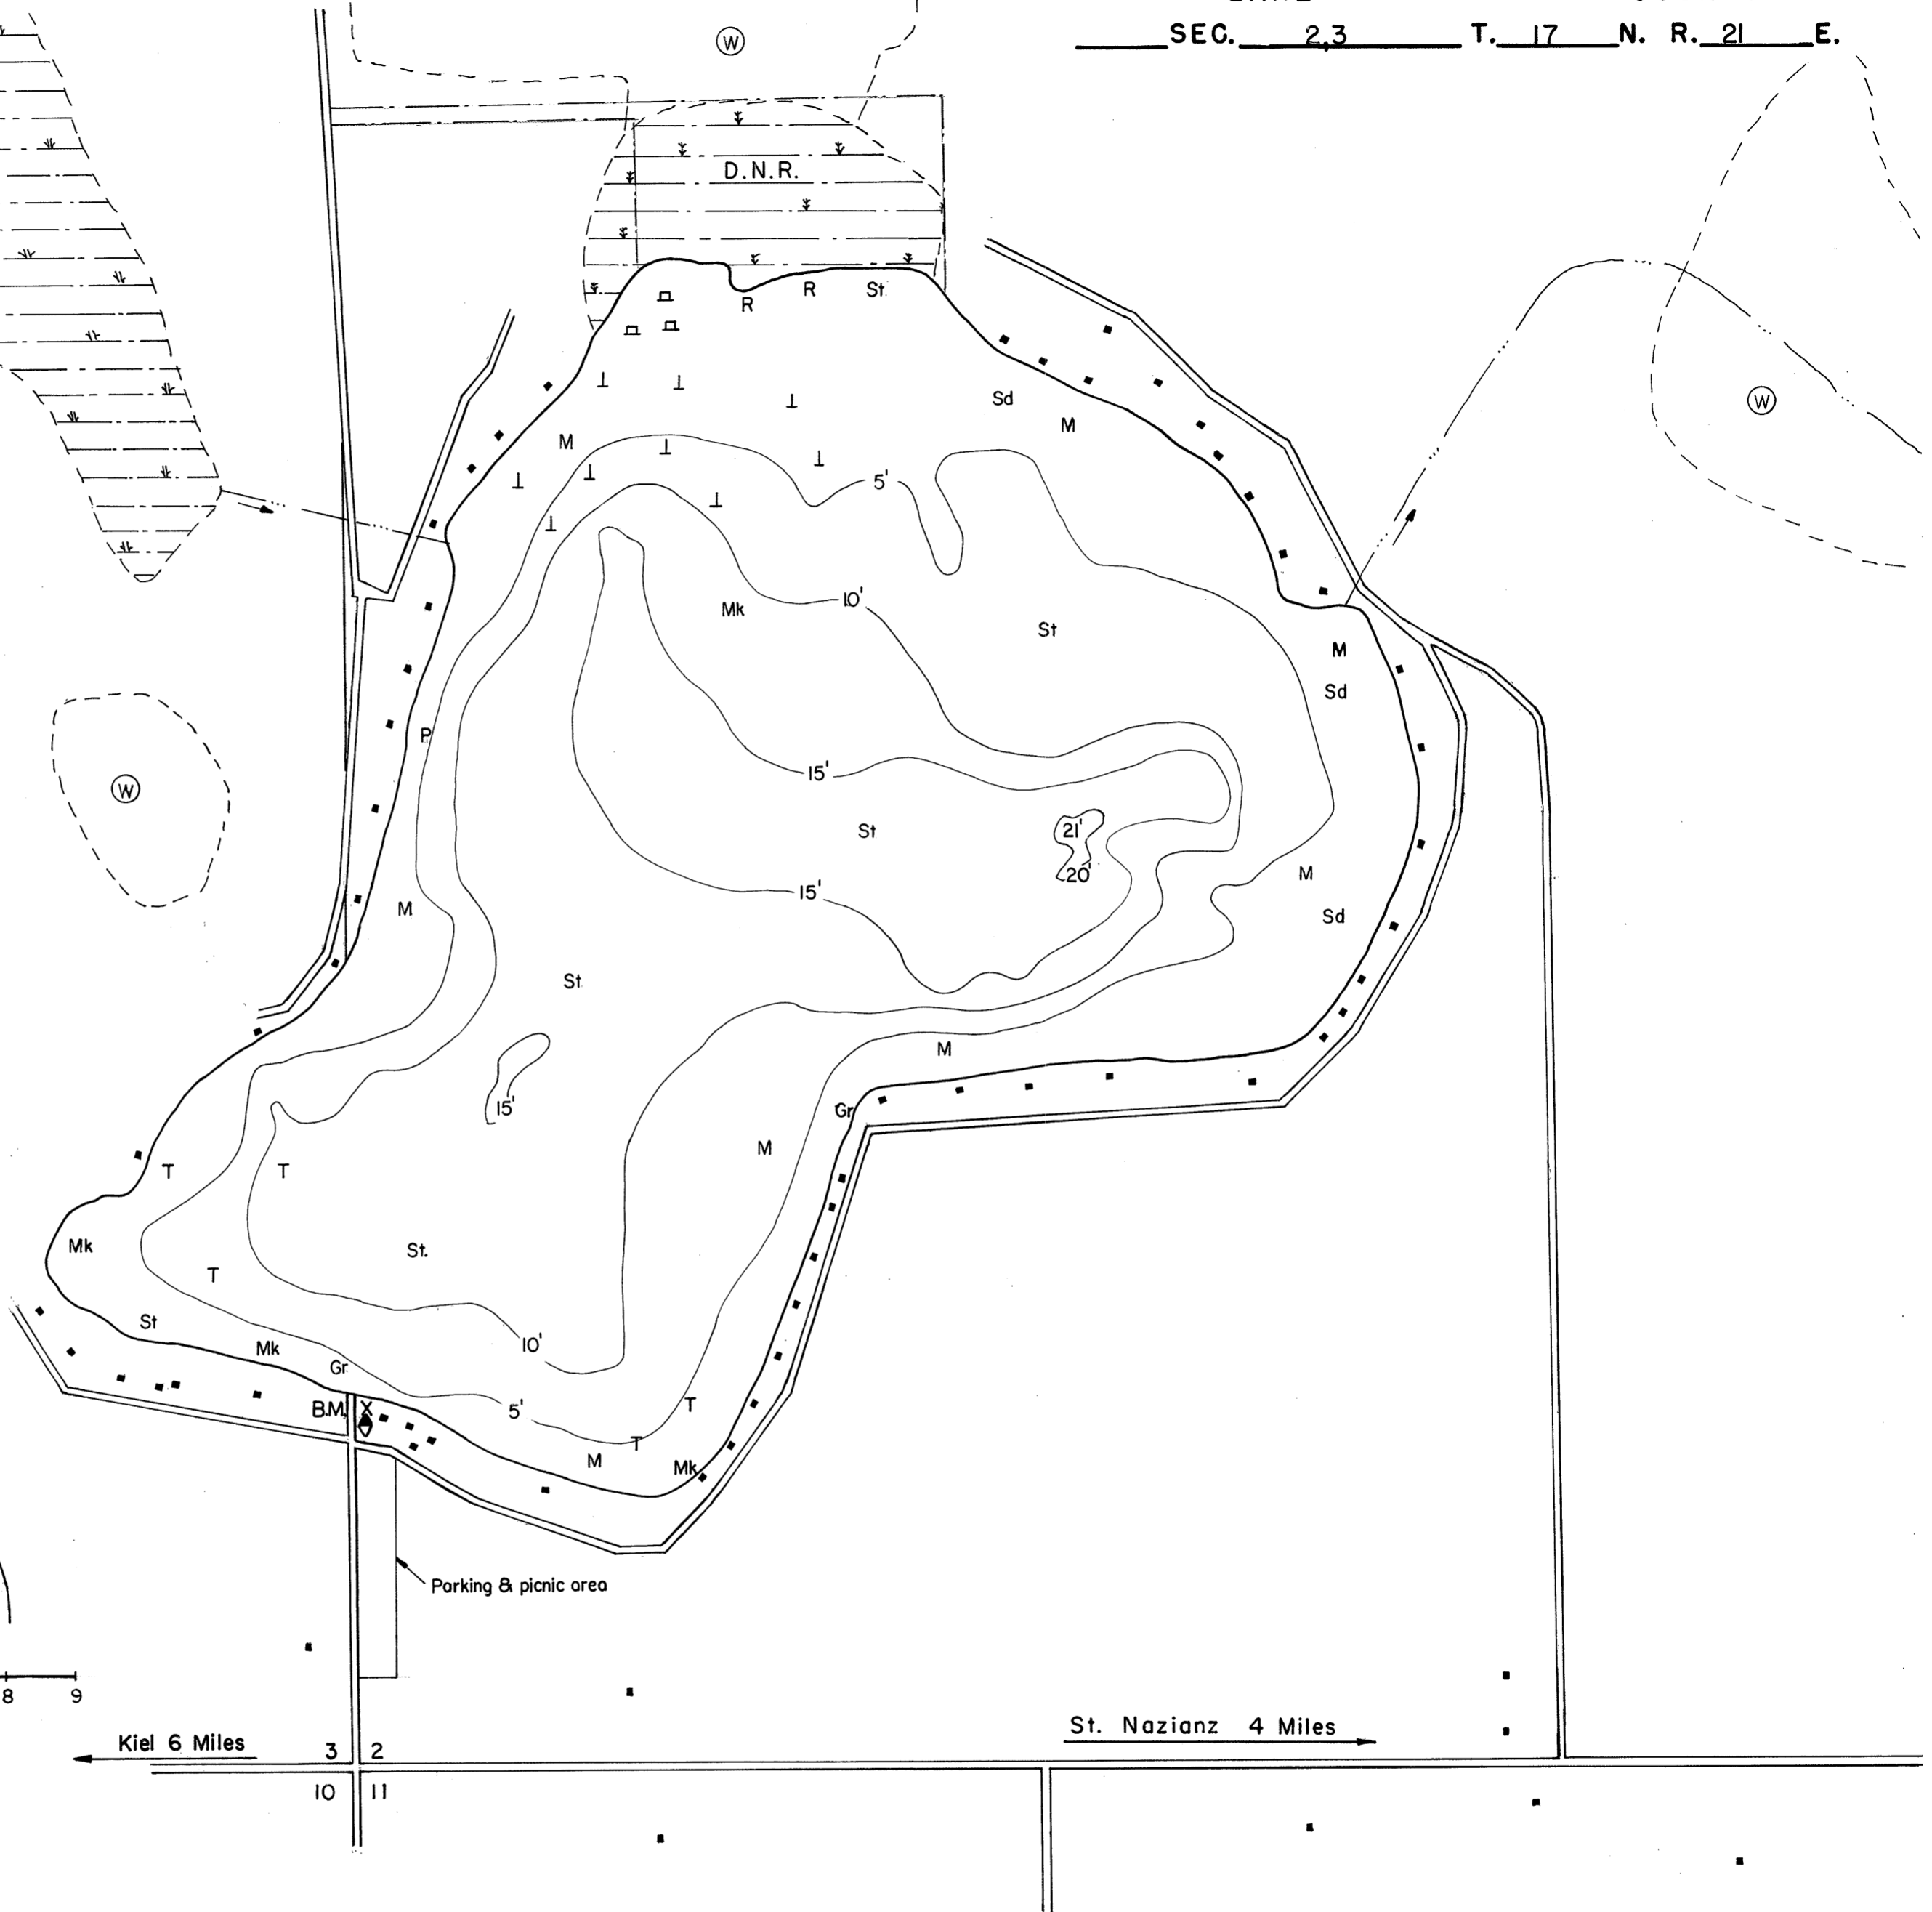 SEC. 2,3 T. 17 N. R. 21 E.
W
D.N.R.
R R St.
Sd
M
W
M
5'
10'
Mk
St
M
Sd
P
15'
W
St
21'
20'
M
15'
M
Sd
St.
M
15'
Gr.
M
T T
Mk
St.
T
St
10'
Mk
Gr.
T
5'
B.M. X
T
M
Mk
Parking & picnic area
8 9
St. Nazianz 4 Miles
Kiel 6 Miles
3 2
10 11